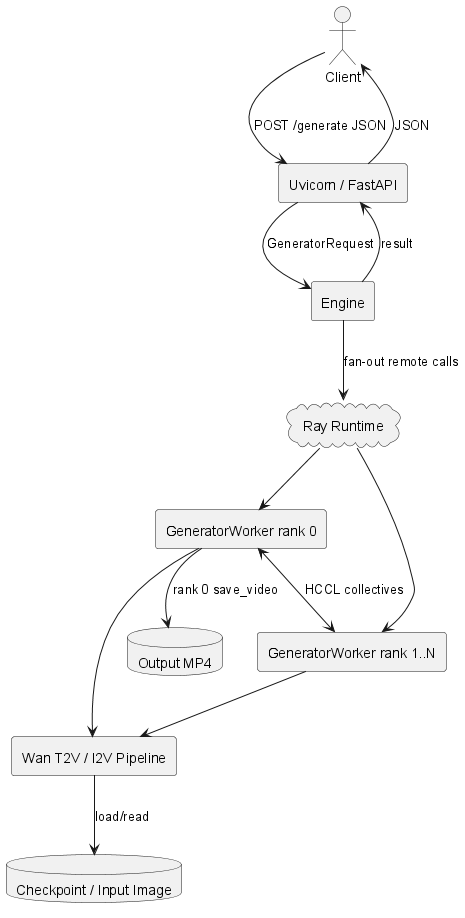 Client
POST /generate JSON
JSON
Uvicorn / FastAPI
GeneratorRequest
result
Engine
fan-out remote calls
Ray Runtime
GeneratorWorker rank 0
rank 0 save_video
HCCL collectives
Output MP4
GeneratorWorker rank 1..N
Wan T2V / I2V Pipeline
load/read
Checkpoint / Input Image